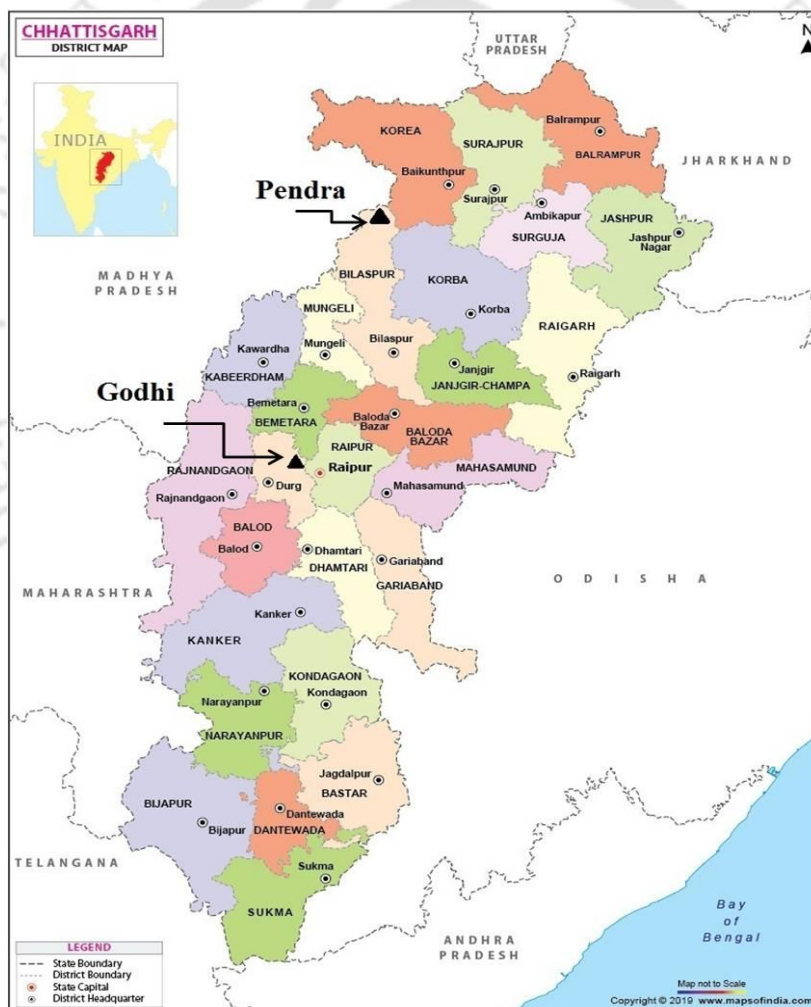 CHHATTISGARH
DISTRICT MAP
UTTAR
PRADESH
N
INDIA
KOREA
Balrampur
SURAJPUR
BALRAMPUR
JHARKHAND
Baikunthpur
Pendra
Surajpur
Ambikapur
JASHPUR
SURGUJA
Jashpur
Nagar
MADHYA
PRADESH
BILASPUR
KORBA
MUNGELI
Korba
RAIGARH
Kawardha
Mungeli
Bilaspur
Janjgir
KABEERDHAM
JANJGIR-CHAMPA
Raigarh
Godhi
Bemetara
BEMETARA
Baloda
Bazar
BALODA
BAZAR
RAIPUR
RAJNANDGAON
Raipur
MAHASAMUND
Durg
Rajnandgaon
Mahasamund
BALOD
Balod
Dhamtari
DHAMTARI
Gariaband
GARIABAND
MAHARASHTRA
ODISHA
Kanker
KANKER
KONDAGAON
Kondagaon
Narayanpur
NARAYANPUR
Jagdalpur
BASTAR
BIJAPUR
Dantewada
Bijapur
DANTEWADA
TELANGANA
Sukma
SUKMA
Bay
of
Bengal
ANDHRA
PRADESH
LEGEND
State Boundary
District Boundary
State Capital
District Headquarter
Map not to Scale
Copyright © 2019 www.mapsofindia.com